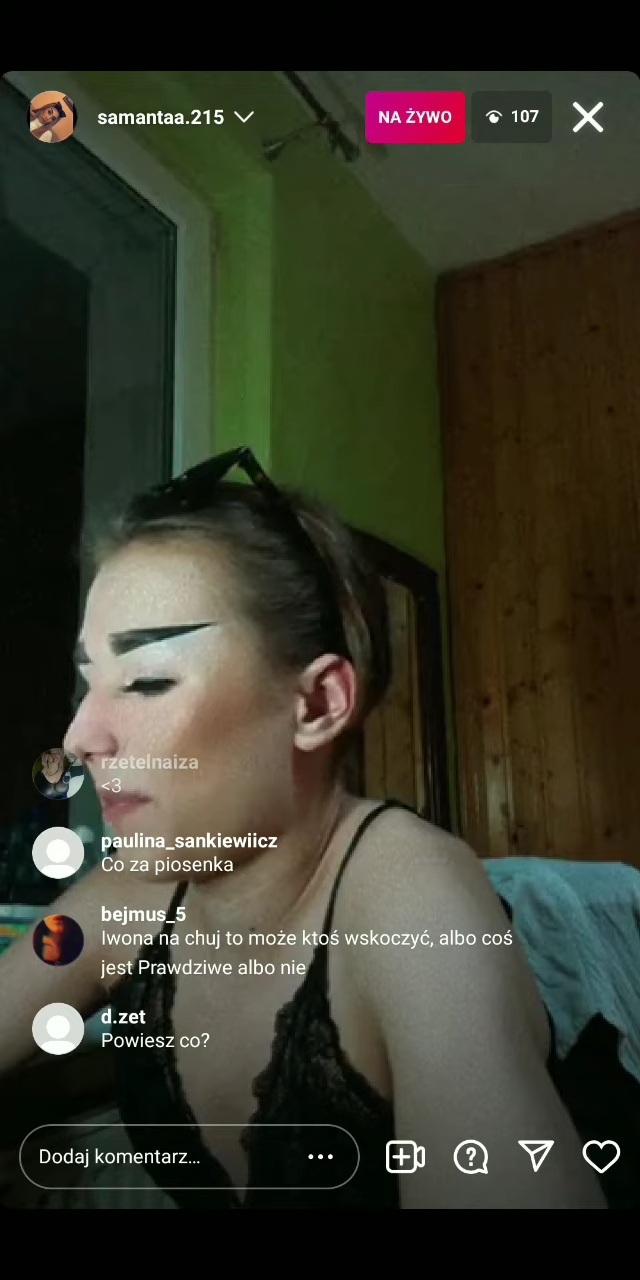 samantaa.215
NA ŻYWO
107
rzetelnaiza
<3
paulina_sankiewiicz
Co za piosenka
bejmus_5
Iwona na chuj to może ktoś wskoczyć, albo coś
jest Prawdziwe albo nie
d.zet
Powiesz co?
Dodaj komentarz...